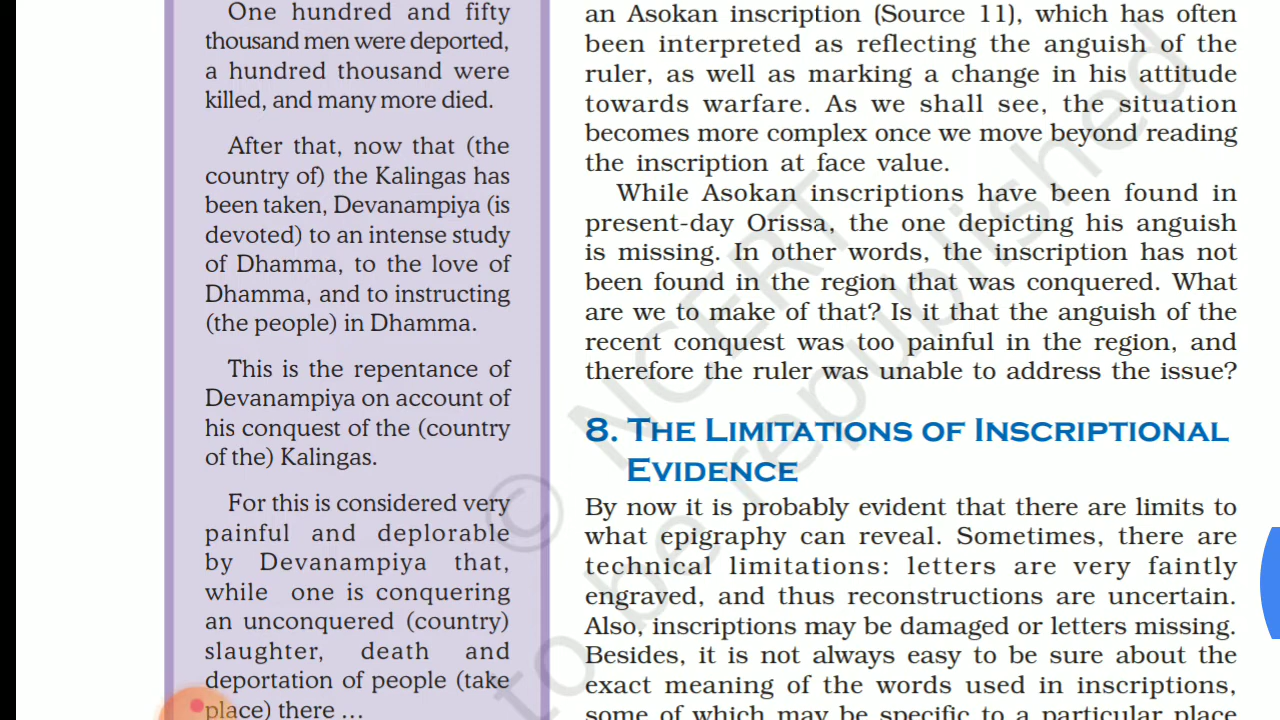 One hundred and fifty
thousand men were deported,
a hundred thousand were
killed, and many more died.
After that, now that (the
country of) the Kalingas has
been taken, Devanampiya (is
devoted) to an intense study
of Dhamma, to the love of
Dhamma, and to instructing
(the people) in Dhamma.
This is the repentance of
Devanampiya on account of
his conquest of the (country
of the) Kalingas.
For this is considered very
painful and deplorable
by Devanampiya that,
while one is conquering
an unconquered (country)
slaughter, death and
deportation of people (take
place) there ...
an Asokan inscription (Source 11), which has often
been interpreted as reflecting the anguish of the
ruler, as well as marking a change in his attitude
towards warfare. As we shall see, the situation
becomes more complex once we move beyond reading
the inscription at face value.
While Asokan inscriptions have been found in
present-day Orissa, the one depicting his anguish
is missing. In other words, the inscription has not
been found in the region that was conquered. What
are we to make of that? Is it that the anguish of the
recent conquest was too painful in the region, and
therefore the ruler was unable to address the issue?
8. THE LIMITATIONS OF INSCRIPTIONAL
EVIDENCE
By now it is probably evident that there are limits to
what epigraphy can reveal. Sometimes, there are
technical limitations: letters are very faintly
engraved, and thus reconstructions are uncertain.
Also, inscriptions may be damaged or letters missing.
Besides, it is not always easy to be sure about the
exact meaning of the words used in inscriptions,
some of which may be specific to a particular place
© NCERT
to be republished